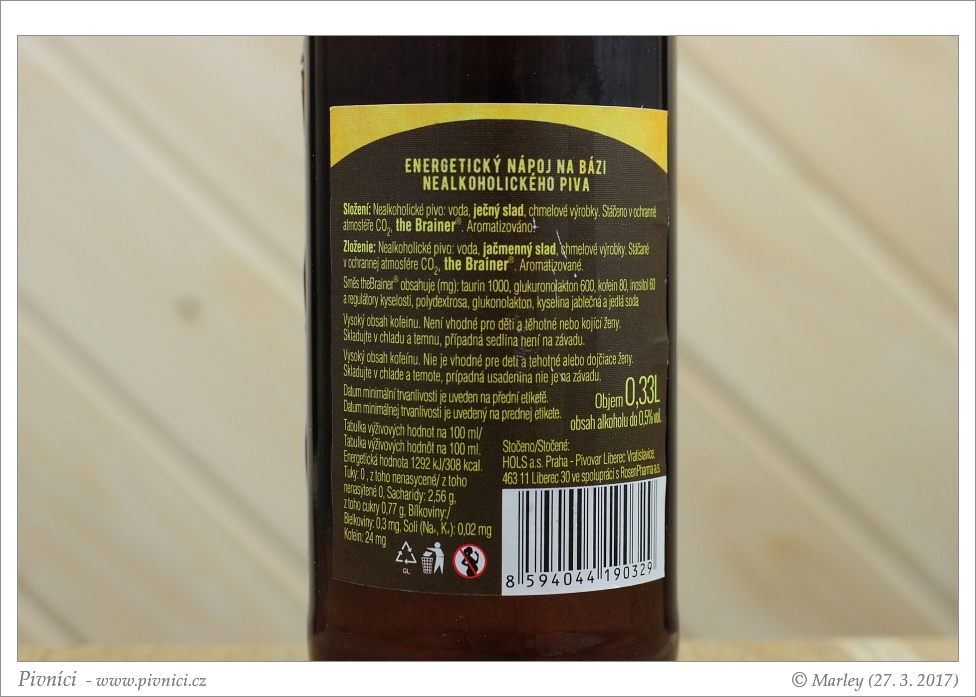 ENERGETICKÝ NÁPOJ NA BÁZI
NEALKOHOLICKÉHO PIVA
Složení: Nealkoholické pivo: voda, ječný slad, chmelové výrobky. Stáčeno v ochranné
atmosféře CO2, the Brainer®. Aromatizováno.
Zloženie: Nealkoholické pivo: voda, jačmenný slad, chmelové výrobky. Stáčané
v ochrannej atmosfére CO2, the Brainer®. Aromatizované.
Směs theBrainer® obsahuje (mg): taurin 1000, glukuronolakton 600, kofein 80, inositol 60
a regulátory kyselosti, polydextrosa, glukonolakton, kyselina jablečná a jedlá soda
Vysoký obsah kofeinu. Není vhodné pro děti a těhotné nebo kojící ženy.
Skladujte v chladu a temnu, případná sedlina není na závadu.
Vysoký obsah kofeínu. Nie je vhodné pre deti a tehotné alebo dojčiace ženy.
Skladujte v chlade a temote, prípadná usadenina nie je na závadu.
Datum minimální trvanlivosti je uveden na přední etiketě.
Datum minimálnej trvanlivosti je uvedený na prednej etikete.
Objem 0,33L
obsah alkoholu do 0,5% vol.
Tabulka výživových hodnot na 100 ml/
Tabulka výživových hodnôt na 100 ml.
Energetická hodnota 1292 kJ/308 kcal.
Tuky: 0 , z toho nenasycené/ z toho
nenasýtené 0, Sacharidy: 2,56 g,
z toho cukry 0,77 g, Bílkoviny:/
Bielkoviny: 0,3 mg, Soli (Na+, K+): 0,02 mg
Kofein: 24 mg
Stočeno/Stočené:
HOLS a.s. Praha - Pivovar Liberec Vratislavice,
463 11 Liberec 30 ve spolupráci s RosenPharma a.s.
GL
8 594044 190329
Pivníci - www.pivnici.cz
© Marley (27. 3. 2017)